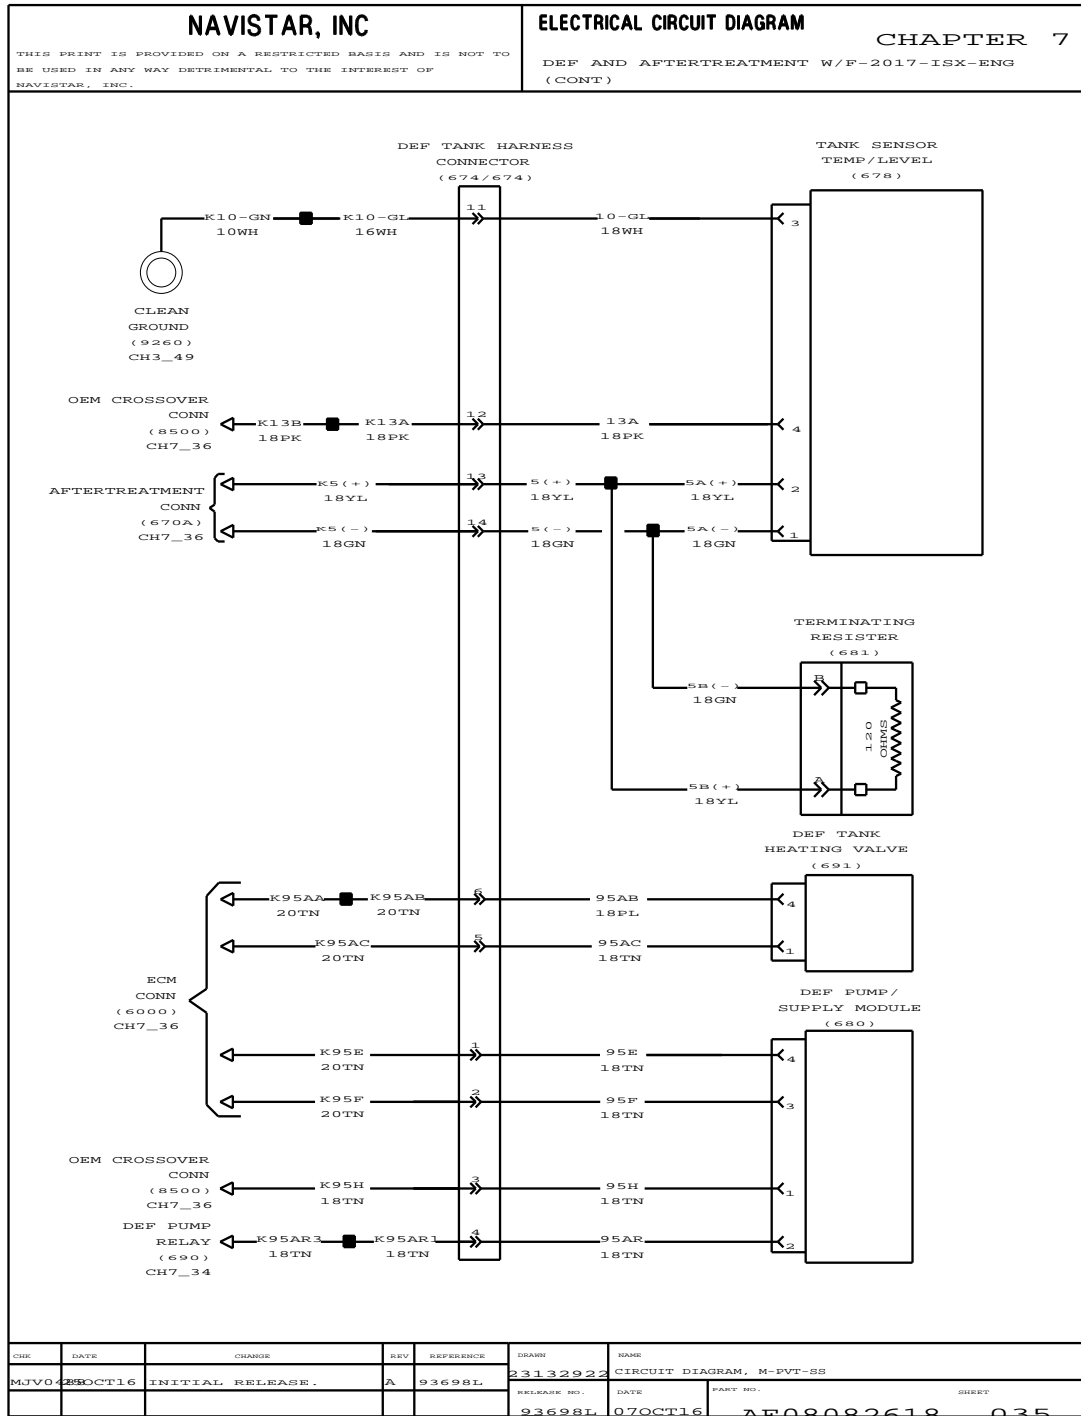 NAVISTAR, INC
THIS PRINT IS PROVIDED ON A RESTRICTED BASIS AND IS NOT TO
BE USED IN ANY WAY DETRIMENTAL TO THE INTEREST OF
NAVISTAR, INC.
ELECTRICAL CIRCUIT DIAGRAM
CHAPTER 7
DEF AND AFTERTREATMENT W/F-2017-ISX-ENG
(CONT)
DEF TANK HARNESS
CONNECTOR
(674/674)
TANK SENSOR
TEMP/LEVEL
(678)
K10-GN
10WH
K10-GL
16WH
11
10-GL
18WH
3
CLEAN
GROUND
(9260)
CH3_49
OEM CROSSOVER
CONN
(8500)
CH7_36
K13B
18PK
K13A
18PK
12
13A
18PK
4
AFTERTREATMENT
CONN
(670A)
CH7_36
K5(+)
18YL
13
5(+)
18YL
5A(+)
18YL
2
K5(-)
18GN
14
5(-)
18GN
5A(-)
18GN
1
TERMINATING
RESISTER
(681)
5B(-)
18GN
B
120
OHMS
5B(+)
18YL
A
DEF TANK
HEATING VALVE
(691)
K95AA
20TN
K95AB
20TN
6
95AB
18PL
4
K95AC
20TN
5
95AC
18TN
1
ECM
CONN
(6000)
CH7_36
DEF PUMP/
SUPPLY MODULE
(680)
K95E
20TN
1
95E
18TN
4
K95F
20TN
2
95F
18TN
3
OEM CROSSOVER
CONN
(8500)
CH7_36
K95H
18TN
3
95H
18TN
1
DEF PUMP
RELAY
(690)
CH7_34
K95AR3
18TN
K95AR1
18TN
4
95AR
18TN
2
CHK DATE CHANGE REV REFERENCE
OCT16 INITIAL RELEASE. A 93698L
DRAWN
23132922
NAME
CIRCUIT DIAGRAM, M-PVT-SS
RELEASE NO.
93698L
DATE
07OCT16
PART NO.
AF08082618
SHEET
035